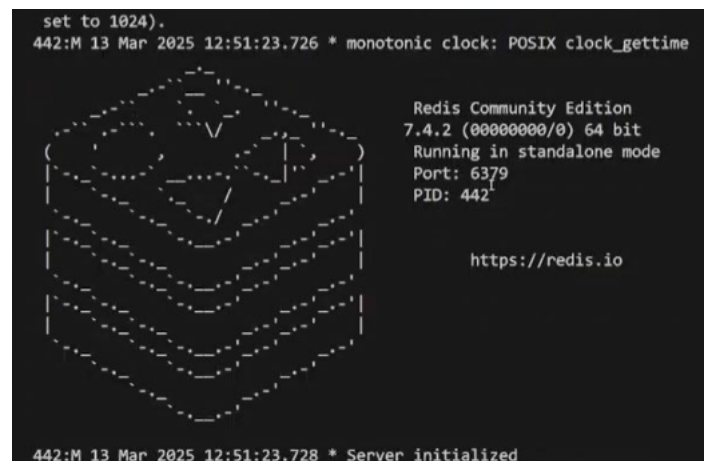 set to 1024).
442:M 13 Mar 2025 12:51:23.726 * monotonic clock: POSIX clock_gettime
Redis Community Edition
7.4.2 (00000000/0) 64 bit
Running in standalone mode
Port: 6379
PID: 442
https://redis.io
442:M 13 Mar 2025 12:51:23.728 * Server initialized